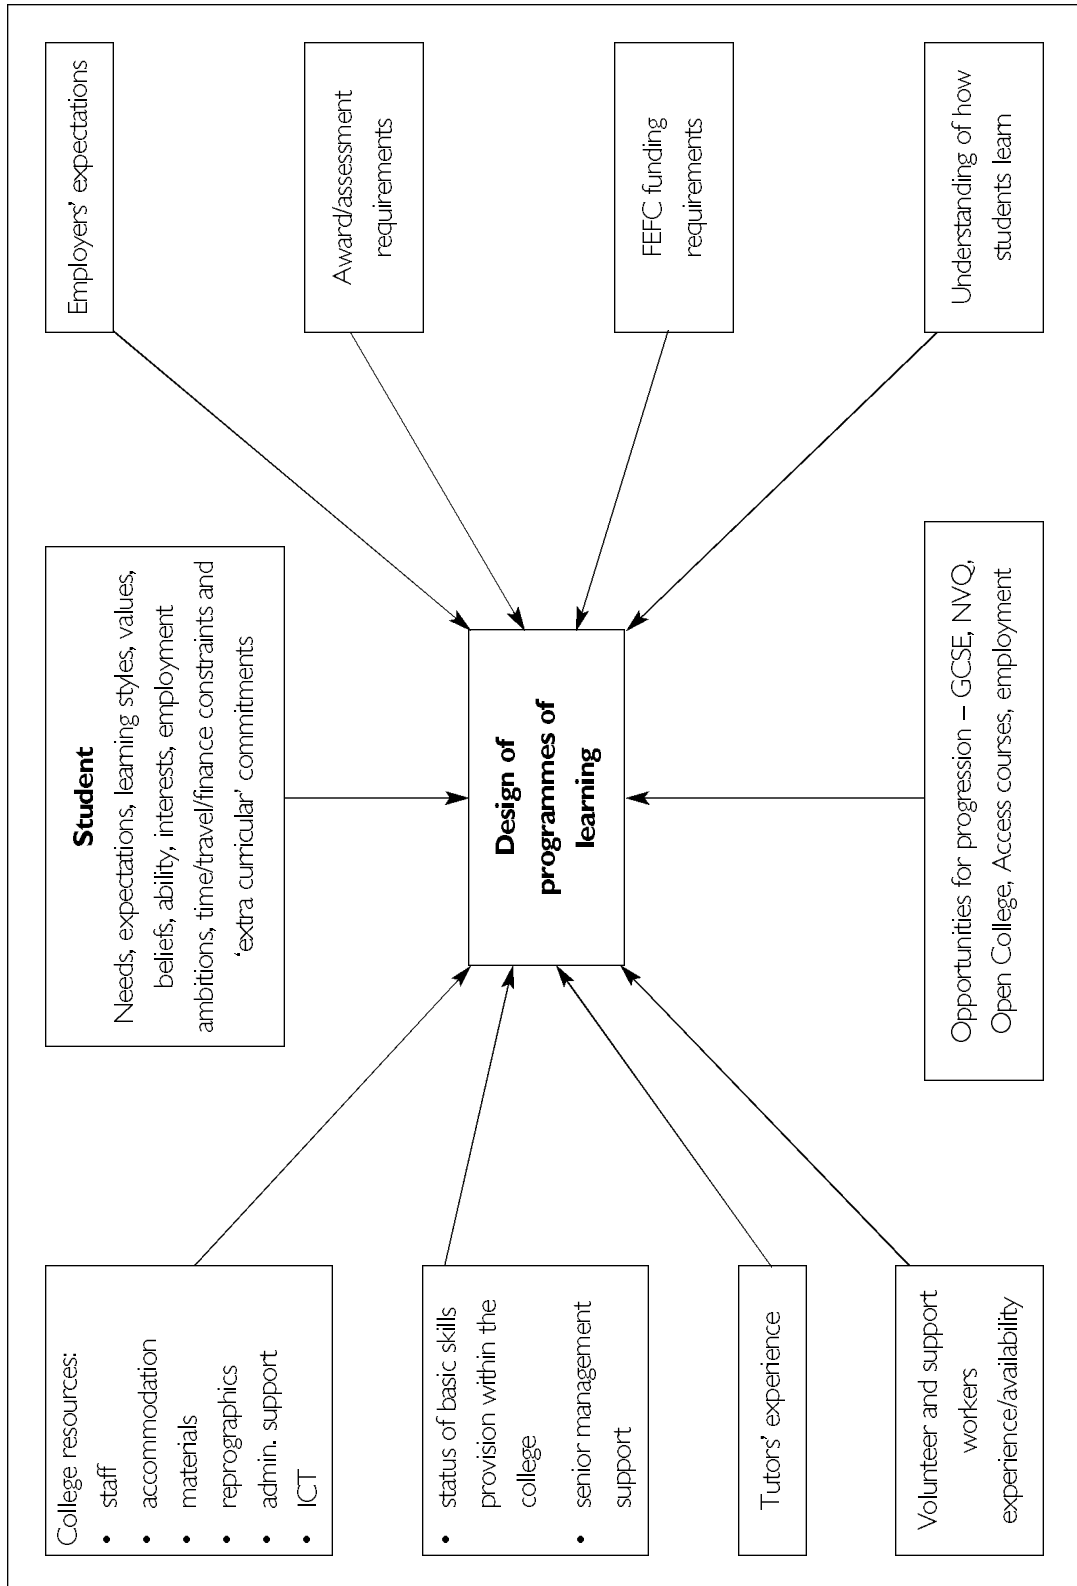 College resources:
• staff
• accommodation
• materials
• reprographics
• admin. support
• ICT
• status of basic skills
provision within the
college
• senior management
support
Tutors’ experience
Volunteer and support
workers
experience/availability
Student
Needs, expectations, learning styles, values,
beliefs, ability, interests, employment
ambitions, time/travel/finance constraints and
‘extra curricular’ commitments
Design of
programmes of
learning
Opportunities for progression – GCSE, NVQ,
Open College, Access courses, employment
Employers’ expectations
Award/assessment
requirements
FEFC funding
requirements
Understanding of how
students learn